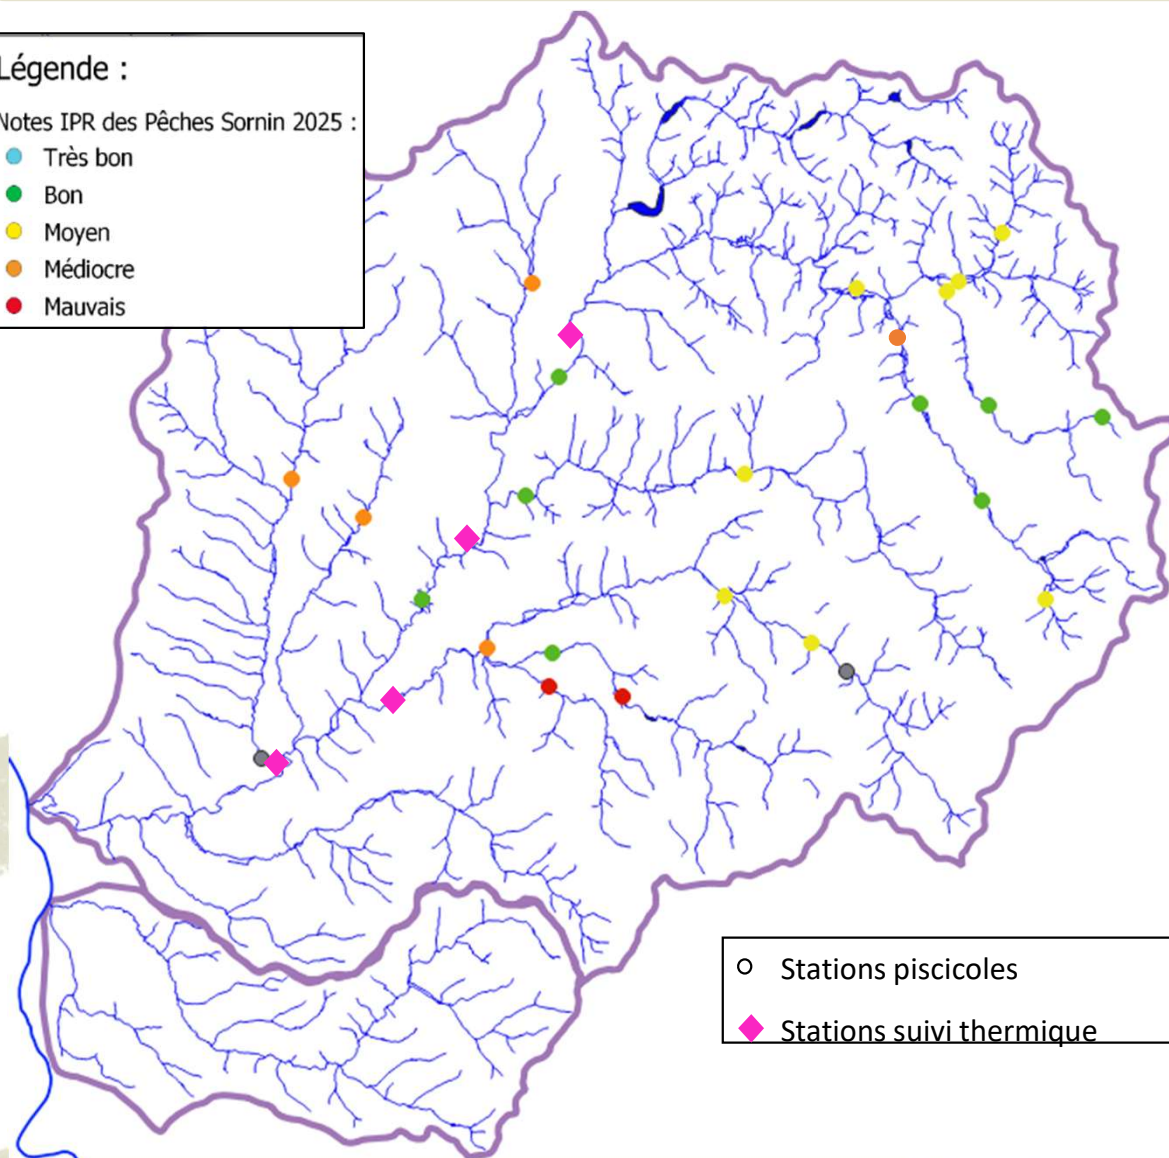 Légende :
Notes IPR des Pêches Sornin 2025 :
Très bon
Bon
Moyen
Médiocre
Mauvais
Stations piscicoles
Stations suivi thermique